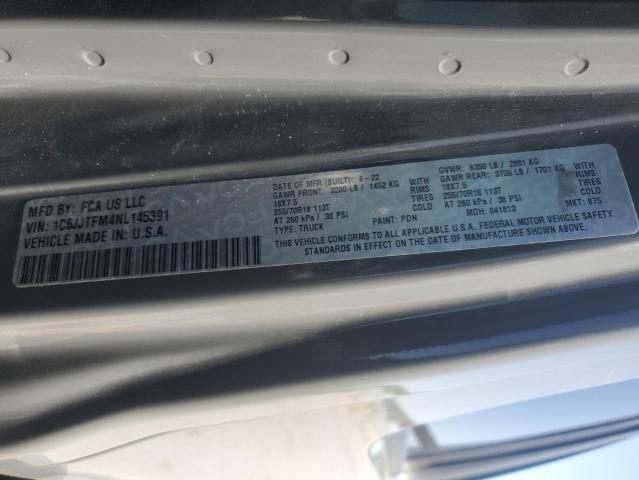 MFD BY: FCA US LLC
VIN: 1C6JJTFM4NL145391
VEHICLE MADE IN: U.S.A.
DATE OF MFR (BUILT): 4-22
GAWR FRONT: 3200 LB / 1452 KG
18X7.5
255/70R18 113T
AT 260 kPa / 38 PSI
TYPE: TRUCK
WITH TIRES
RIMS
COLD
PAINT: PDN
GVWR: 6350 LB / 2881 KG
GAWR REAR: 3750 LB / 1701 KG
18X7.5
255/70R18 113T
AT 260 kPa / 38 PSI
MDH: 041813
WITH TIRES
RIMS
COLD
MKT: 875
THIS VEHICLE CONFORMS TO ALL APPLICABLE U.S.A. FEDERAL MOTOR VEHICLE SAFETY
STANDARDS IN EFFECT ON THE DATE OF MANUFACTURE SHOWN ABOVE.